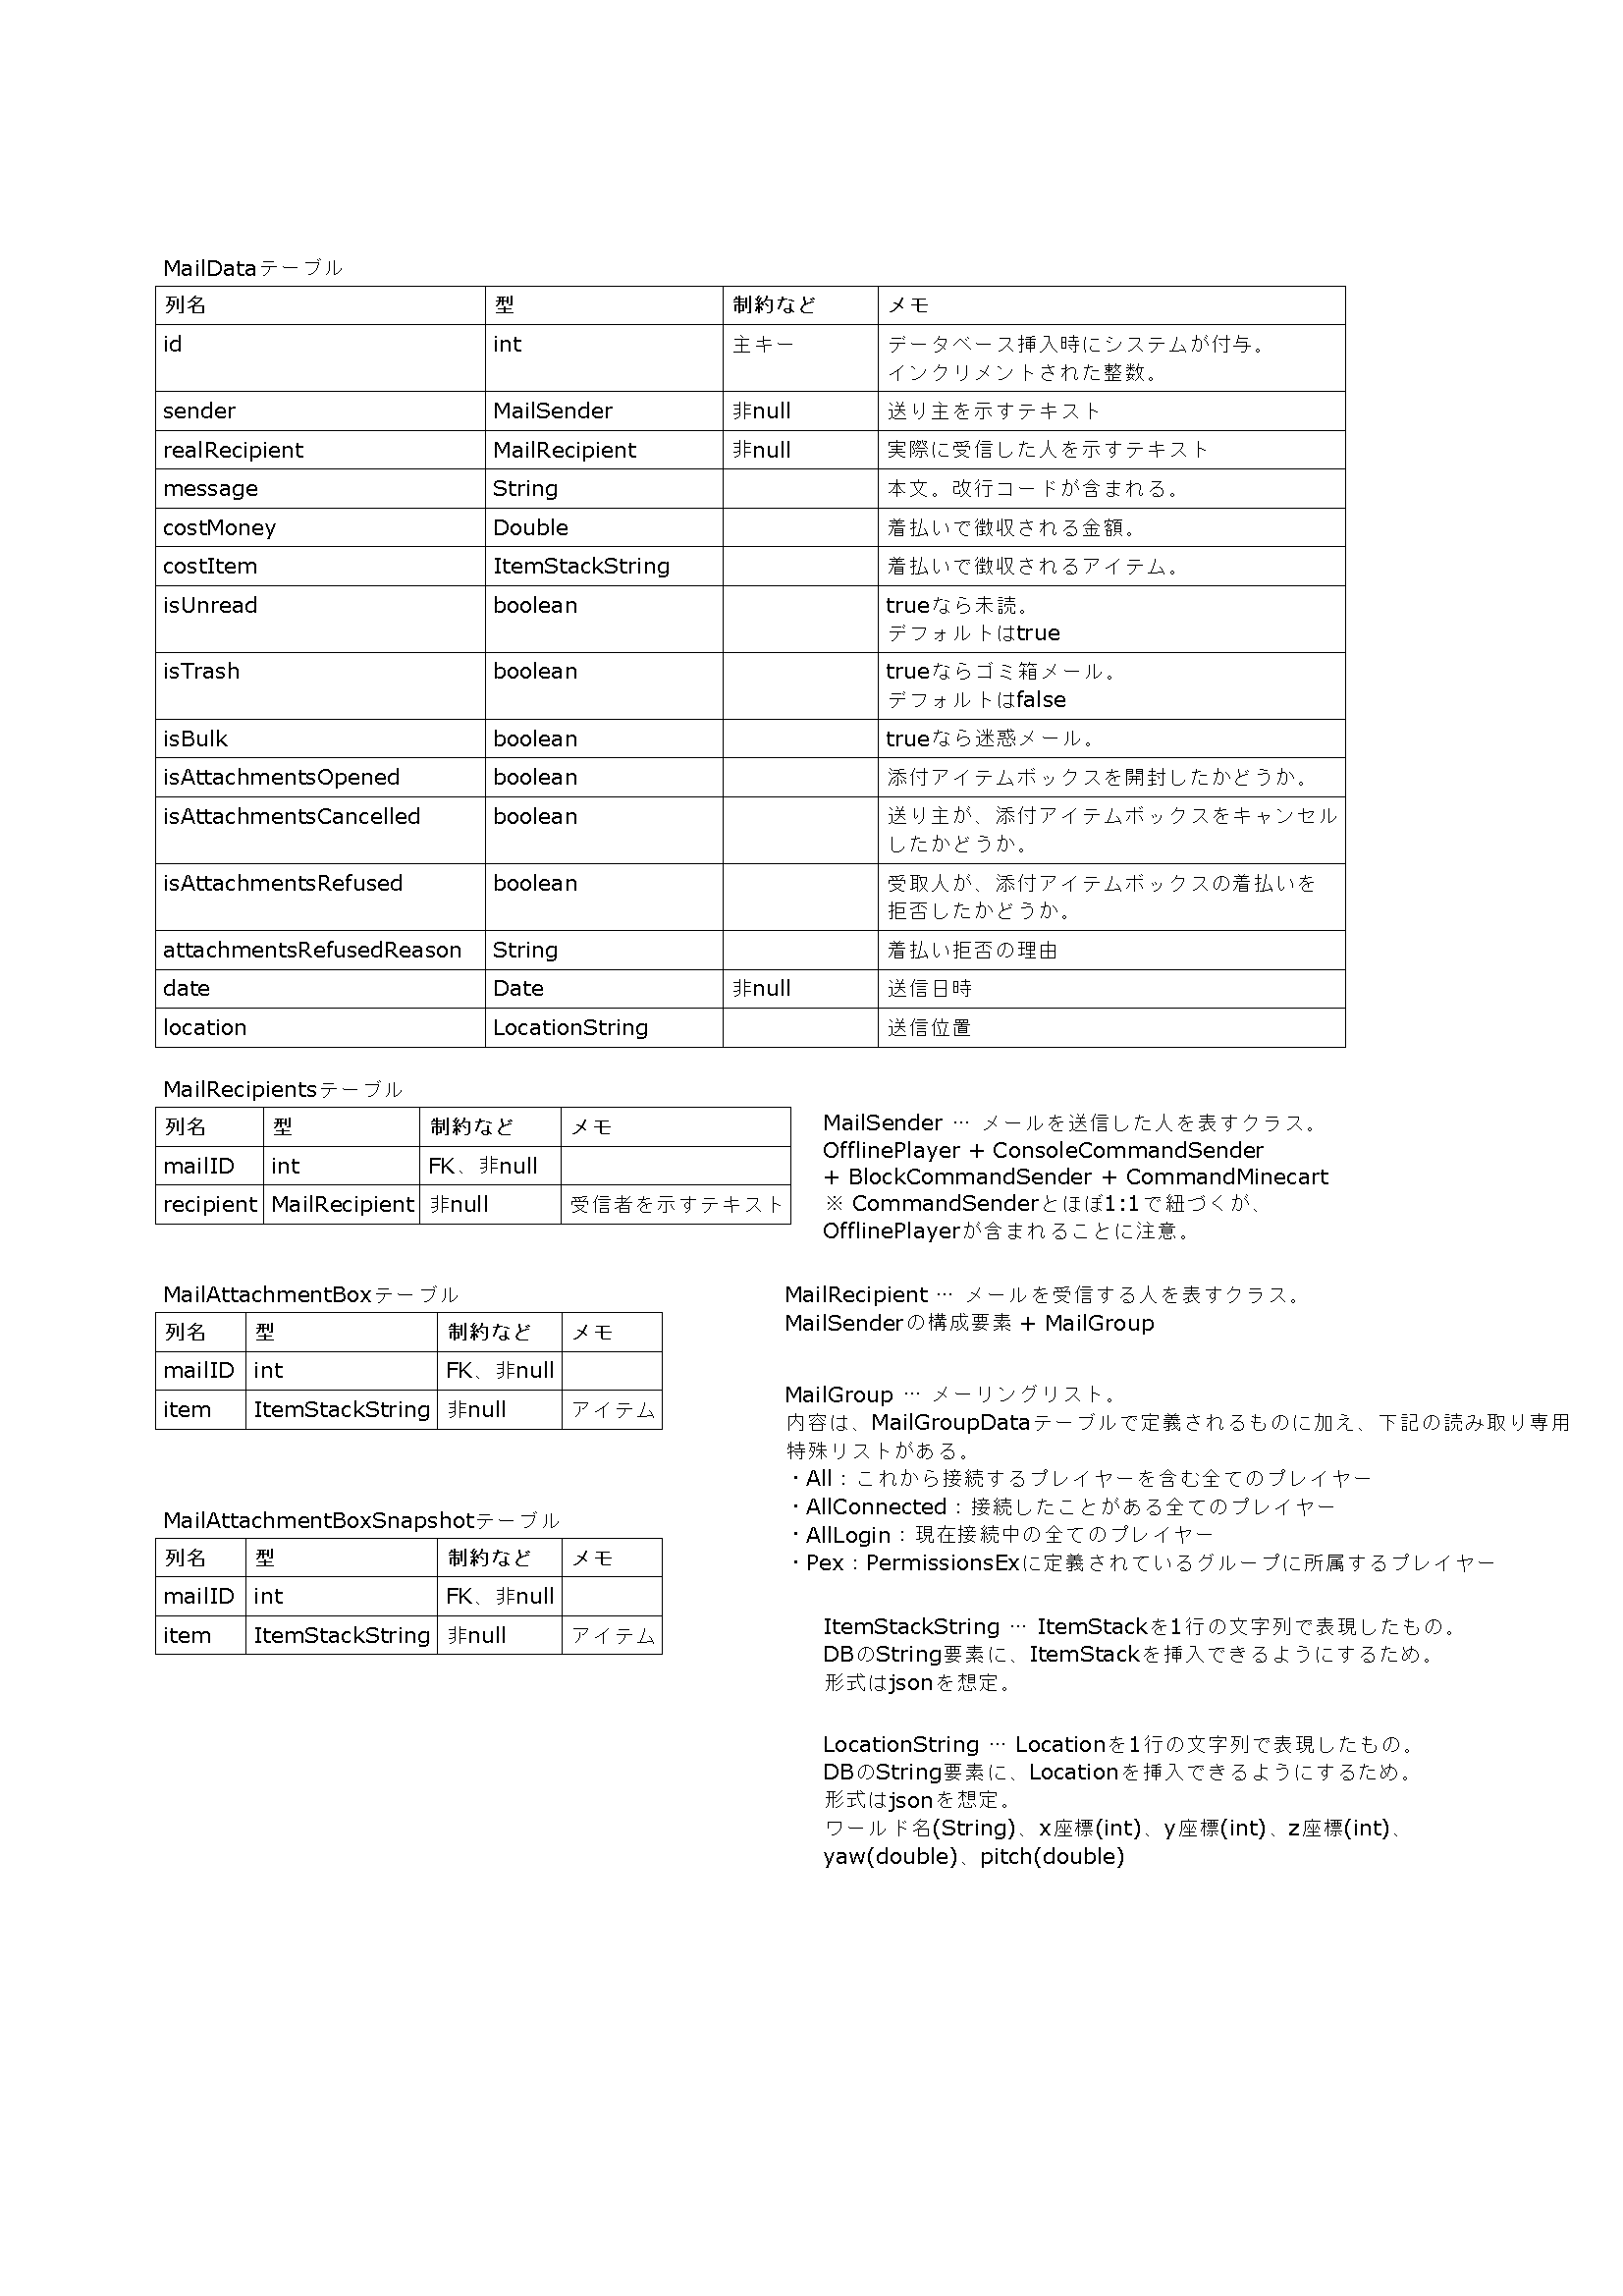 MailDataテーブル
列名 型 制約など メモ
id int 主キー データベース挿入時にシステムが付与。
インクリメントされた整数。
sender MailSender 非null 送り主を示すテキスト
realRecipient MailRecipient 非null 実際に受信した人を示すテキスト
message String 本文。改行コードが含まれる。
costMoney Double 着払いで徴収される金額。
costItem ItemStackString 着払いで徴収されるアイテム。
isUnread boolean trueなら未読。
デフォルトはtrue
isTrash boolean trueならゴミ箱メール。
デフォルトはfalse
isBulk boolean trueなら迷惑メール。
isAttachmentsOpened boolean 添付アイテムボックスを開封したかどうか。
isAttachmentsCancelled boolean 送り主が、添付アイテムボックスをキャンセル
したかどうか。
isAttachmentsRefused boolean 受取人が、添付アイテムボックスの着払いを
拒否したかどうか。
attachmentsRefusedReason String 着払い拒否の理由
date Date 非null 送信日時
location LocationString 送信位置
MailRecipientsテーブル
列名 型 制約など メモ
mailID int FK、非null
recipient MailRecipient 非null 受信者を示すテキスト
MailSender … メールを送信した人を表すクラス。
OfflinePlayer + ConsoleCommandSender
+ BlockCommandSender + CommandMinecart
※ CommandSenderとほぼ1:1で紐づくが、
OfflinePlayerが含まれることに注意。
MailAttachmentBoxテーブル
列名 型 制約など メモ
mailID int FK、非null
item ItemStackString 非null アイテム
MailRecipient … メールを受信する人を表すクラス。
MailSenderの構成要素 + MailGroup
MailGroup … メーリングリスト。
内容は、MailGroupDataテーブルで定義されるものに加え、下記の読み取り専用
特殊リストがある。
・All：これから接続するプレイヤーを含む全てのプレイヤー
・AllConnected：接続したことがある全てのプレイヤー
・AllLogin：現在接続中の全てのプレイヤー
・Pex：PermissionsExに定義されているグループに所属するプレイヤー
MailAttachmentBoxSnapshotテーブル
列名 型 制約など メモ
mailID int FK、非null
item ItemStackString 非null アイテム
ItemStackString … ItemStackを1行の文字列で表現したもの。
DBのString要素に、ItemStackを挿入できるようにするため。
形式はjsonを想定。
LocationString … Locationを1行の文字列で表現したもの。
DBのString要素に、Locationを挿入できるようにするため。
形式はjsonを想定。
ワールド名(String)、x座標(int)、y座標(int)、z座標(int)、
yaw(double)、pitch(double)